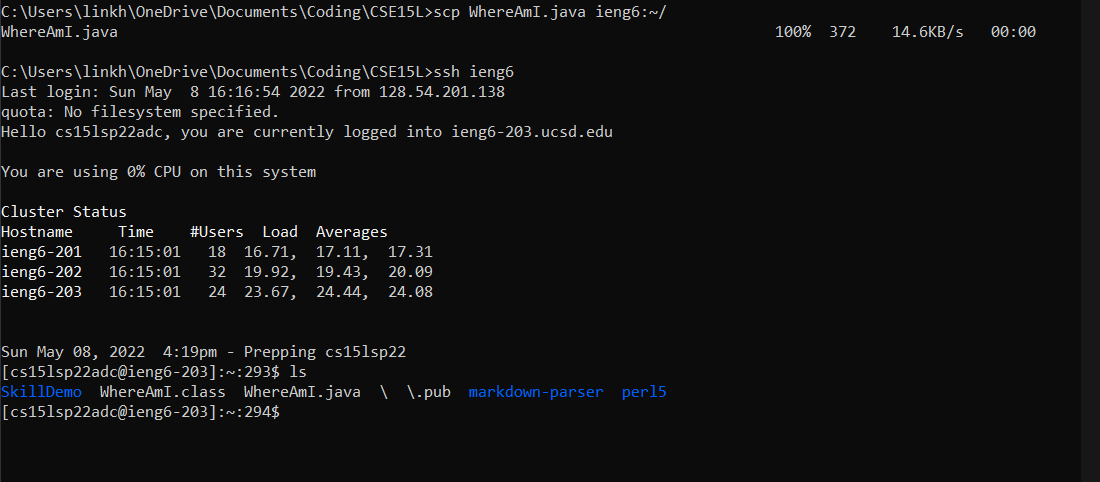 C:\Users\linkh\OneDrive\Documents\Coding\CSE15L>scp WhereAmI.java ieng6:~/
WhereAmI.java 100% 372 14.6KB/s 00:00
C:\Users\linkh\OneDrive\Documents\Coding\CSE15L>ssh ieng6
Last login: Sun May  8 16:16:54 2022 from 128.54.201.138
quota: No filesystem specified.
Hello cs15lsp22adc, you are currently logged into ieng6-203.ucsd.edu
You are using 0% CPU on this system
Cluster Status
Hostname     Time    #Users  Load  Averages
ieng6-201   16:15:01   18  16.71,  17.11,  17.31
ieng6-202   16:15:01   32  19.92,  19.43,  20.09
ieng6-203   16:15:01   24  23.67,  24.44,  24.08
Sun May 08, 2022  4:19pm - Prepping cs15lsp22
[cs15lsp22adc@ieng6-203]:~:293$ ls
SkillDemo  WhereAmI.class  WhereAmI.java  \  \.pub  markdown-parser  perl5
[cs15lsp22adc@ieng6-203]:~:294$